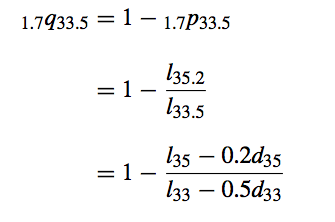 ₁.₇q₃₃.₅ = 1 − ₁.₇p₃₃.₅
= 1 − l₃₅.₂ / l₃₃.₅
= 1 − (l₃₅ − 0.2d₃₅) / (l₃₃ − 0.5d₃₃)